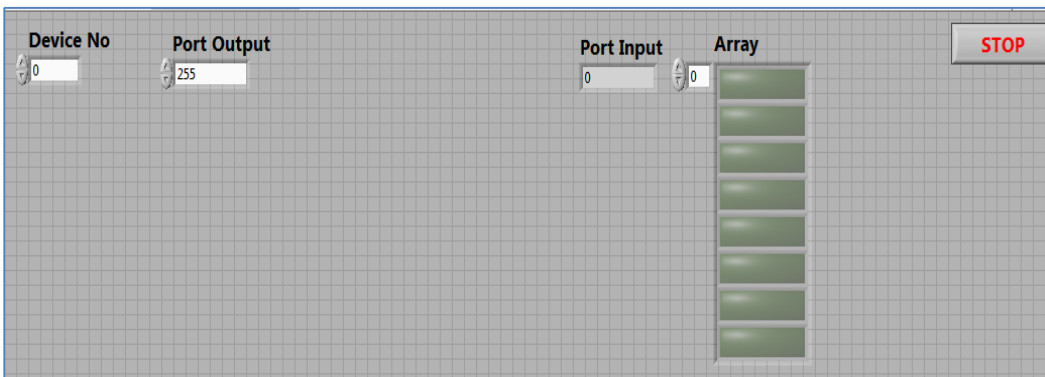 Device No
0
Port Output
255
Port Input
0
Array
0
STOP